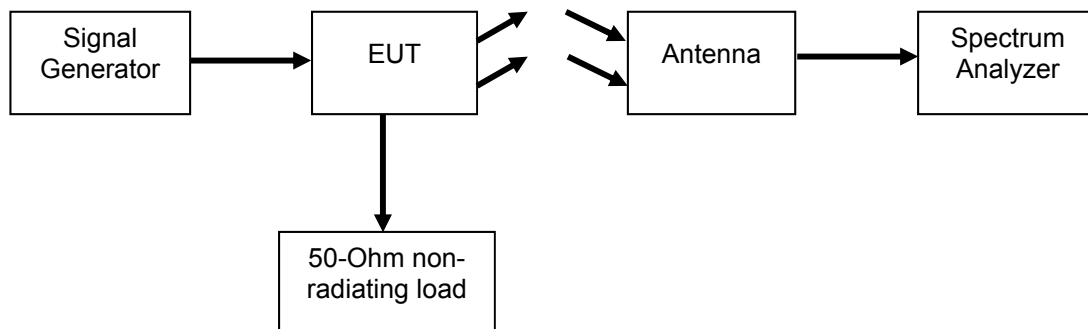 Signal
Generator
EUT
Antenna
Spectrum
Analyzer
50-Ohm non-
radiating load